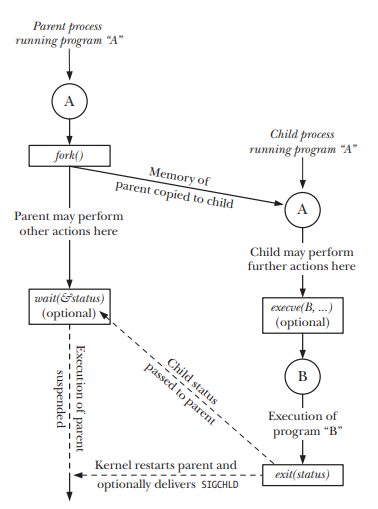 Parent process
running program “A”
A
fork()
Memory of
parent copied to child
Child process
running program “A”
A
Parent may perform
other actions here
Child may perform
further actions here
wait(&status)
(optional)
execve(B, ...)
(optional)
B
Execution of parent
suspended
Child status
passed to parent
Execution of
program “B”
Kernel restarts parent and
optionally delivers SIGCHLD
exit(status)